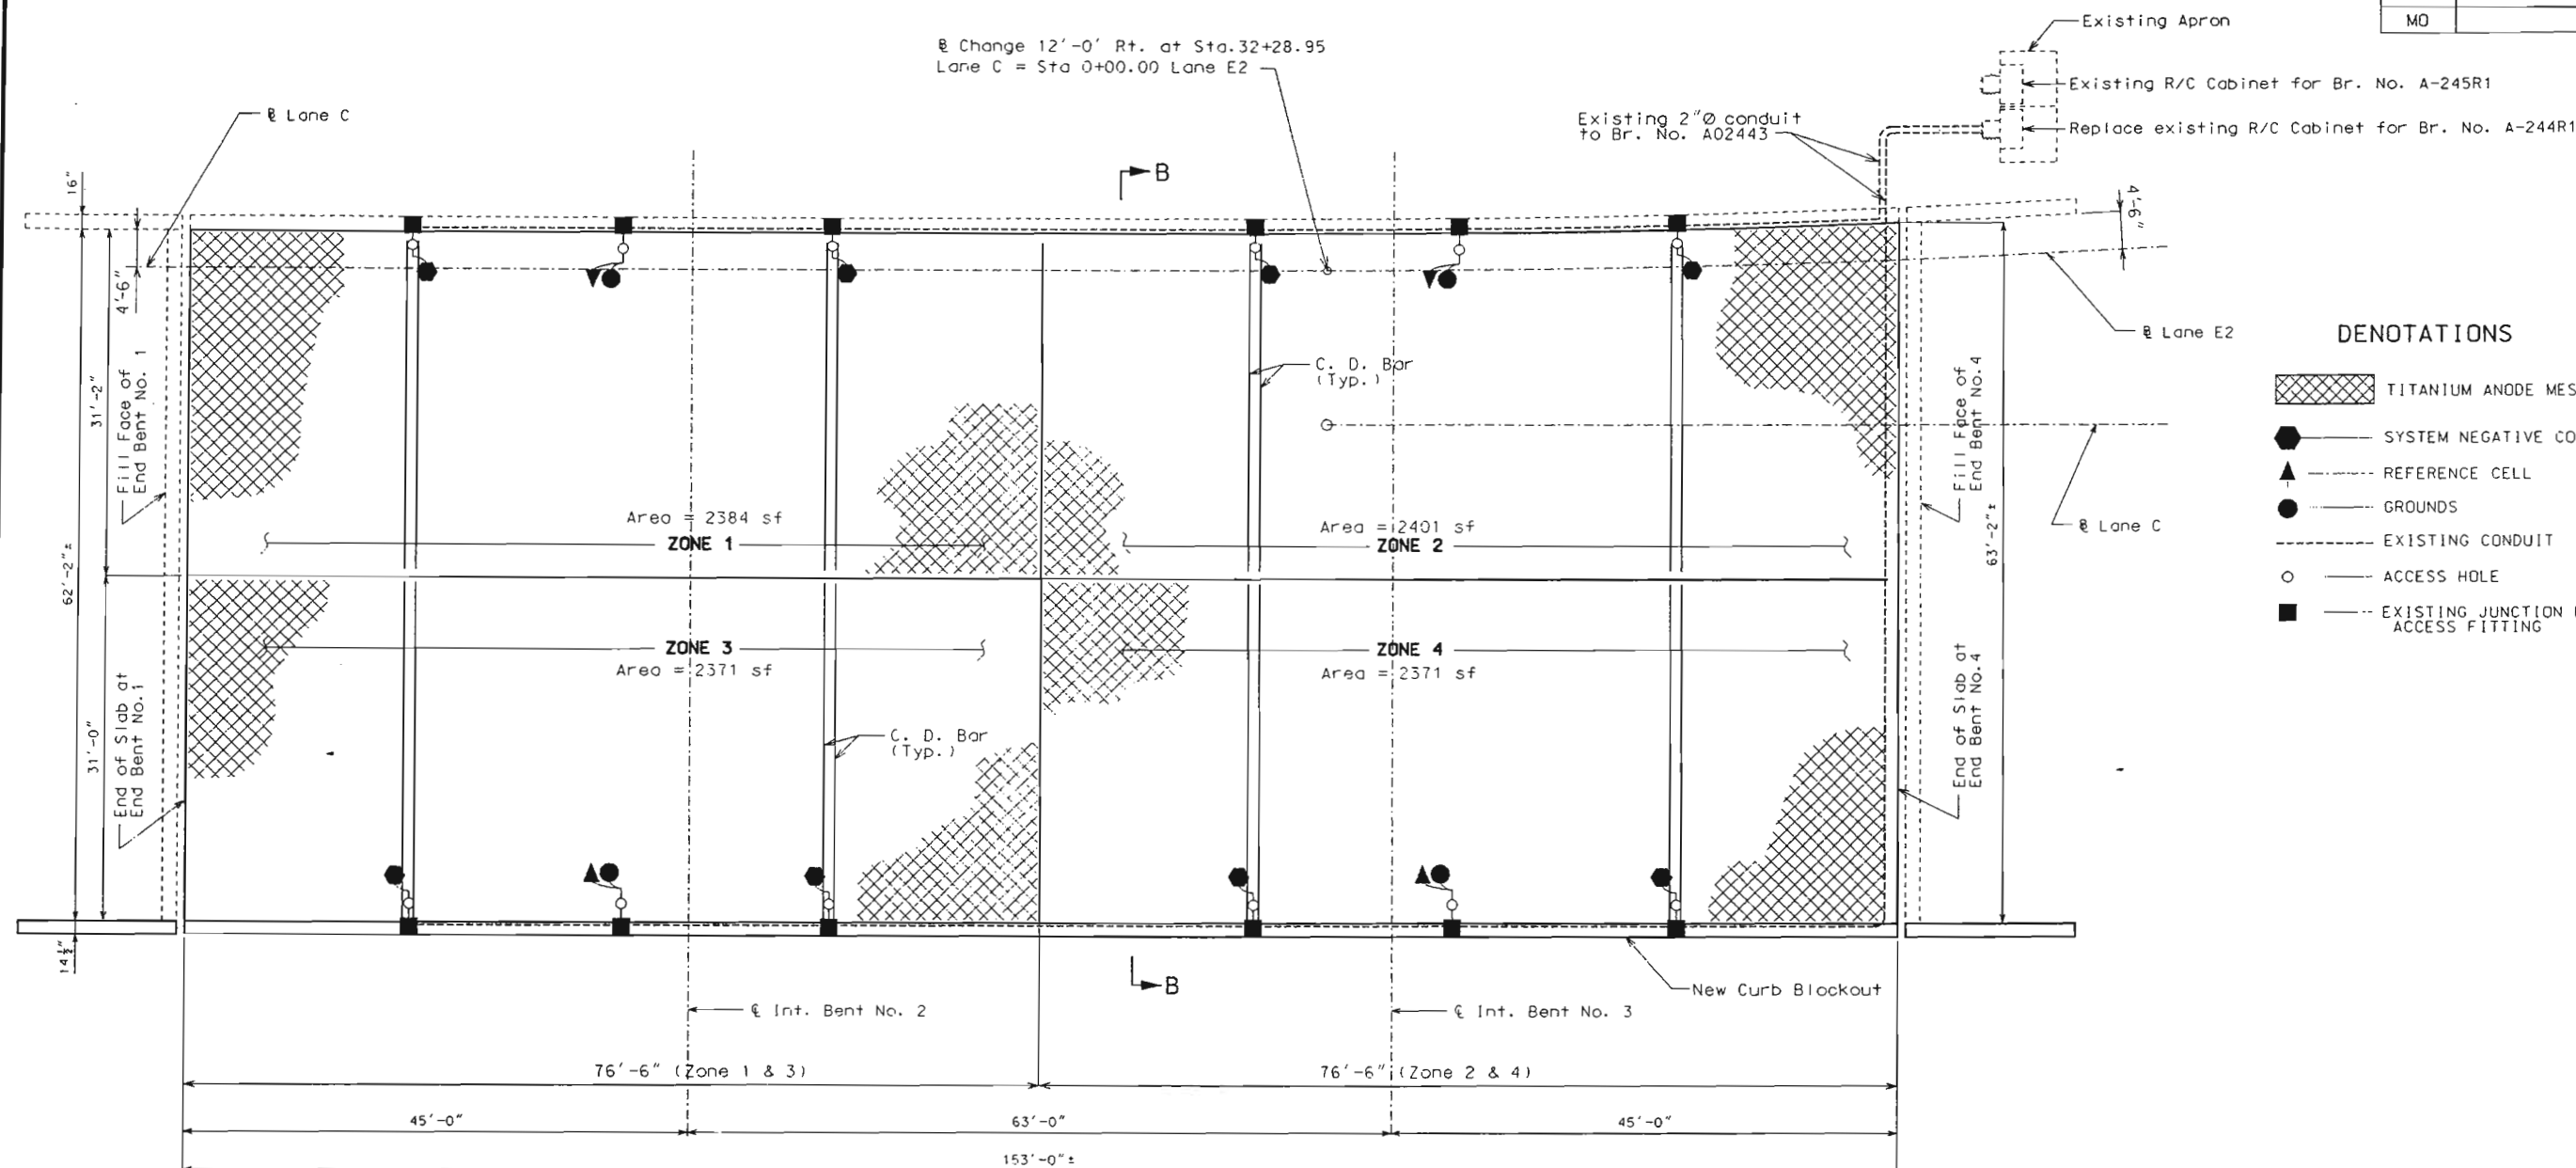 MO
Existing Apron
℄ Change 12'-0' Rt. at Sta.32+28.95
Lane C = Sta 0+00.00 Lane E2
Existing R/C Cabinet for Br. No. A-245R1
Existing 2"Ø conduit
to Br. No. A02443
Replace existing R/C Cabinet for Br. No. A-244R1
℄ Lane C
16"
B
4'-6"
4'-6"
℄ Lane E2
DENOTATIONS
TITANIUM ANODE MES
SYSTEM NEGATIVE CO
REFERENCE CELL
GROUNDS
EXISTING CONDUIT
ACCESS HOLE
EXISTING JUNCTION
ACCESS FITTING
C. D. Bar
(Typ.)
31'-2"
Fill Face of
End Bent No. 1
Fill Face of
End Bent No.4
℄ Lane C
Area = 2384 sf
ZONE 1
Area = 2401 sf
ZONE 2
62'-2"±
63'-2"±
ZONE 3
Area = 2371 sf
ZONE 4
Area = 2371 sf
31'-0"
End of Slab at
End Bent No.1
End of Slab at
End Bent No.4
C. D. Bar
(Typ.)
14½"
B
New Curb Blockout
℄ Int. Bent No. 2
℄ Int. Bent No. 3
76'-6" (Zone 1 & 3)
76'-6" (Zone 2 & 4)
45'-0"
63'-0"
45'-0"
153'-0"±